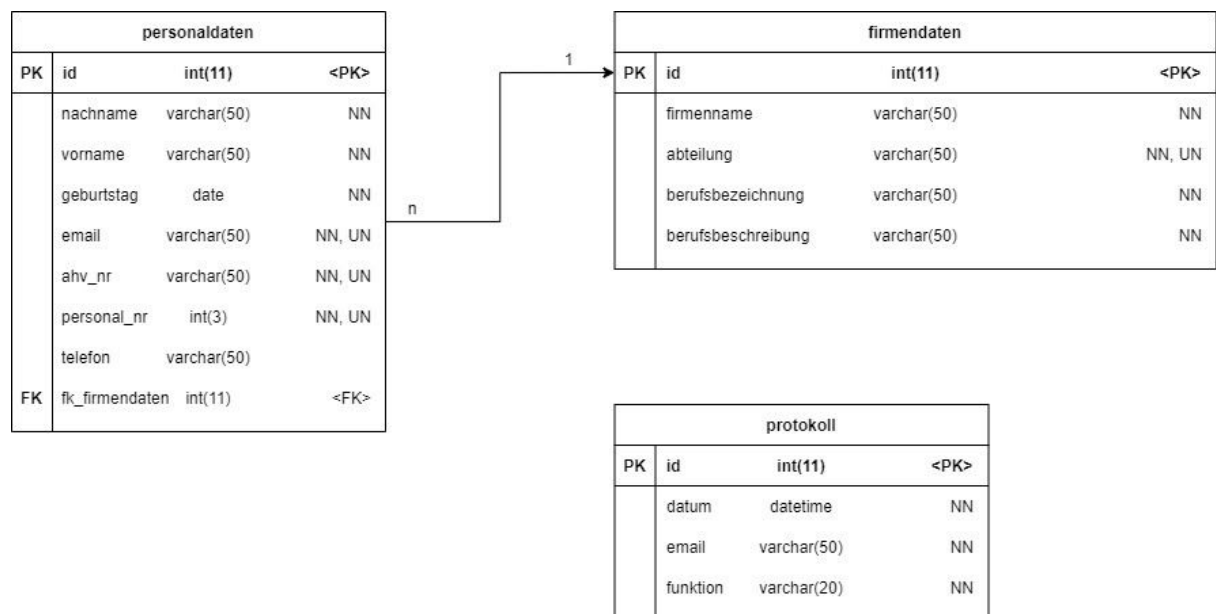 personaldaten
PK id int(11) <PK>
nachname varchar(50) NN
vorname varchar(50) NN
geburtstag date NN
email varchar(50) NN, UN
ahv_nr varchar(50) NN, UN
personal_nr int(3) NN, UN
telefon varchar(50)
FK fk_firmendaten int(11) <FK>
n
1
firmendaten
PK id int(11) <PK>
firmenname varchar(50) NN
abteilung varchar(50) NN, UN
berufsbezeichnung varchar(50) NN
berufsbeschreibung varchar(50) NN
protokoll
PK id int(11) <PK>
datum datetime NN
email varchar(50) NN
funktion varchar(20) NN